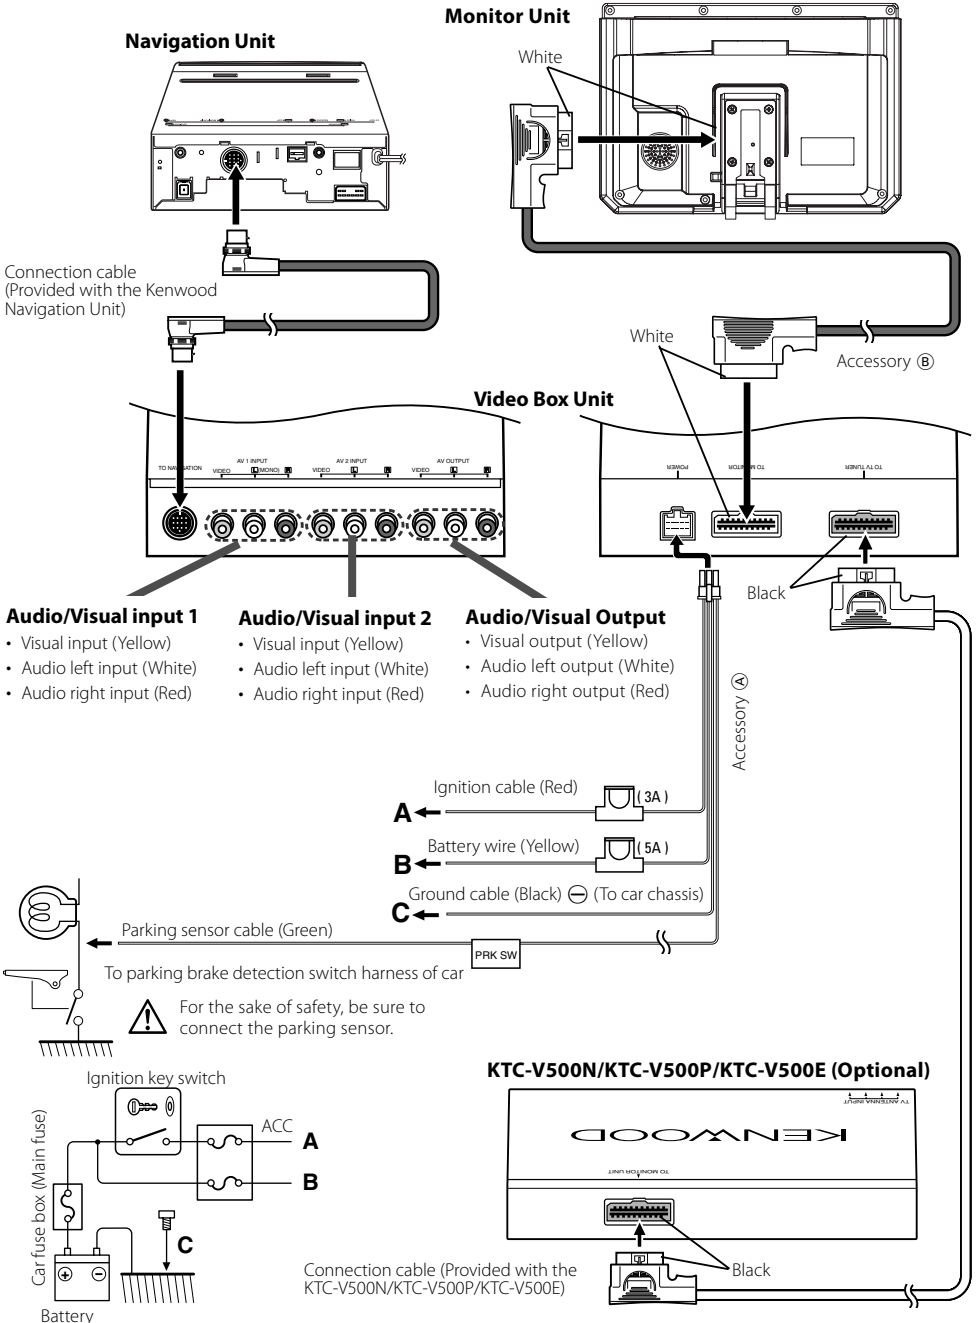 Monitor Unit
Navigation Unit
White
Connection cable
(Provided with the Kenwood
Navigation Unit)
White
Accessory Ⓑ
Video Box Unit
TO NAVIGATION
AV 1 INPUT
VIDEO L (MONO) R
AV 2 INPUT
VIDEO L R
AV OUTPUT
VIDEO L R
POWER
TO MONITOR
TO TV TUNER
Black
Audio/Visual input 1
• Visual input (Yellow)
• Audio left input (White)
• Audio right input (Red)
Audio/Visual input 2
• Visual input (Yellow)
• Audio left input (White)
• Audio right input (Red)
Audio/Visual Output
• Visual output (Yellow)
• Audio left output (White)
• Audio right output (Red)
Accessory Ⓐ
Ignition cable (Red)
A
( 3A )
Battery wire (Yellow)
B
( 5A )
Ground cable (Black) ⊖ (To car chassis)
C
Parking sensor cable (Green)
PRK SW
To parking brake detection switch harness of car
For the sake of safety, be sure to
connect the parking sensor.
KTC-V500N/KTC-V500P/KTC-V500E (Optional)
TV ANTENNA INPUT
KENWOOD
TO MONITOR UNIT
Ignition key switch
ACC
A
B
Car fuse box (Main fuse)
C
+ −
Battery
Connection cable (Provided with the
KTC-V500N/KTC-V500P/KTC-V500E)
Black